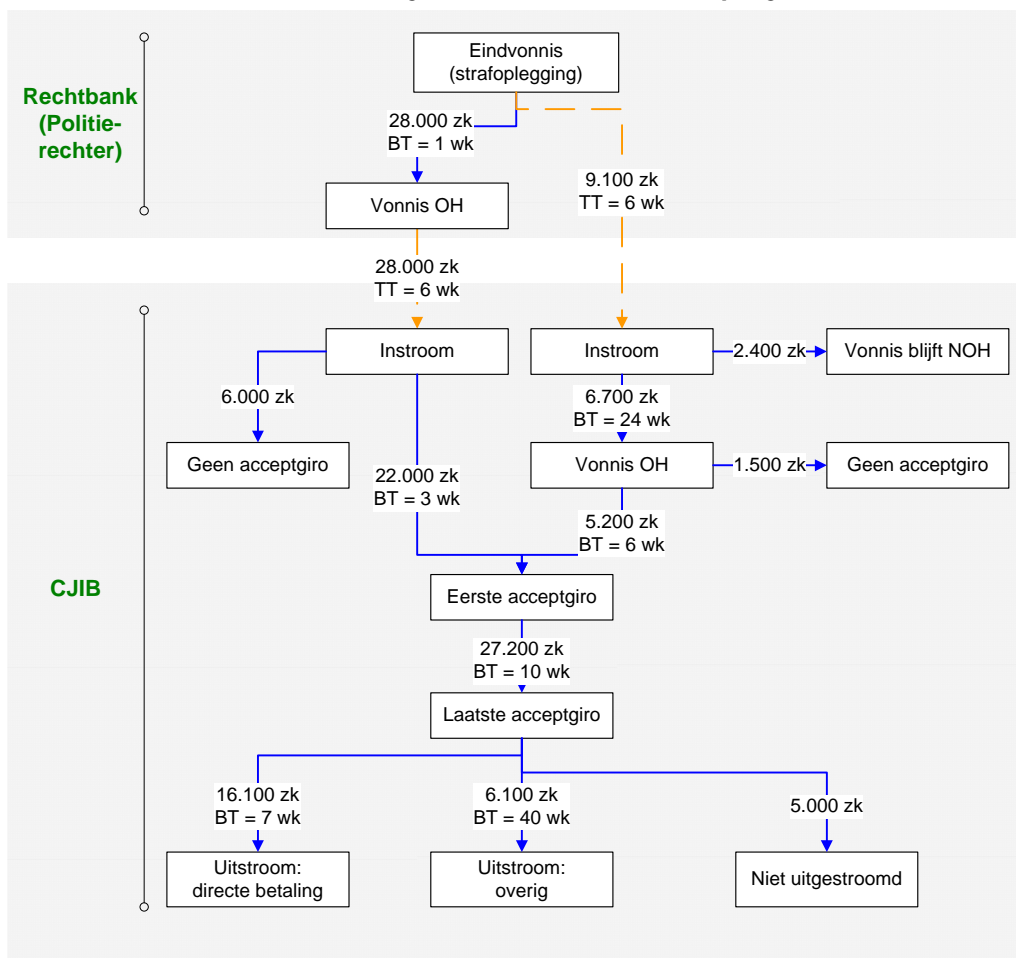 Eindvonnis
(strafoplegging)
Rechtbank
(Politie-
rechter)
28.000 zk
BT = 1 wk
9.100 zk
TT = 6 wk
Vonnis OH
28.000 zk
TT = 6 wk
Instroom
Instroom
2.400 zk
Vonnis blijft NOH
6.000 zk
6.700 zk
BT = 24 wk
Geen acceptgiro
22.000 zk
BT = 3 wk
Vonnis OH
1.500 zk
Geen acceptgiro
5.200 zk
BT = 6 wk
CJIB
Eerste acceptgiro
27.200 zk
BT = 10 wk
Laatste acceptgiro
16.100 zk
BT = 7 wk
6.100 zk
BT = 40 wk
5.000 zk
Uitstroom:
directe betaling
Uitstroom:
overig
Niet uitgestroomd